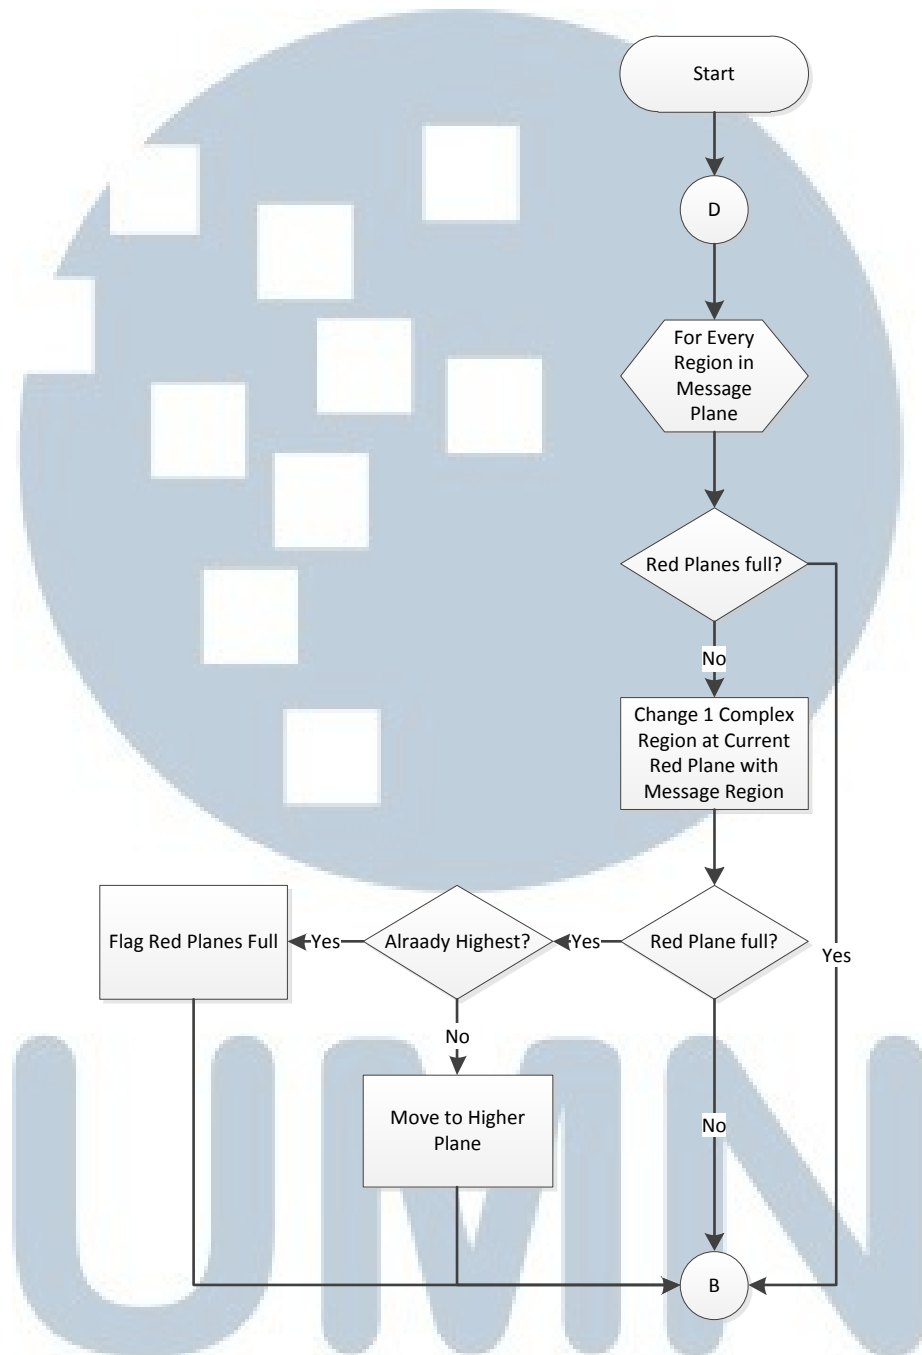 Start
D
For Every
Region in
Message
Plane
Red Planes full?
No
Yes
Change 1 Complex
Region at Current
Red Plane with
Message Region
Red Plane full?
Yes
Alraady Highest?
Yes
Flag Red Planes Full
No
Move to Higher
Plane
No
B
UMN